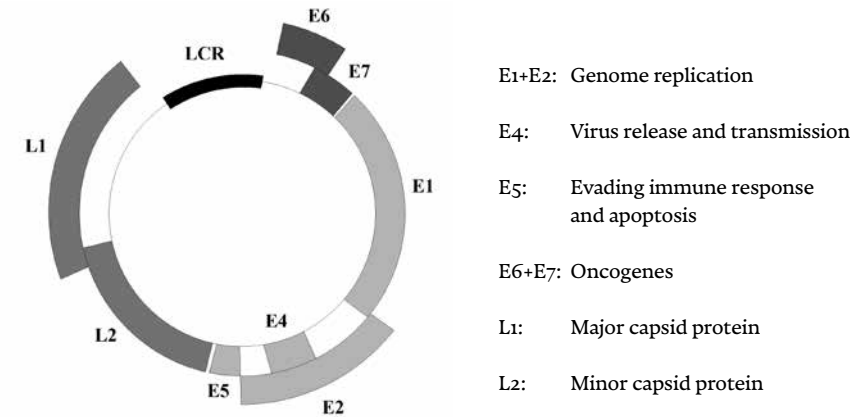 E6
LCR
E7
L1
E1
E4
L2
E5
E2
E1+E2: Genome replication
E4: Virus release and transmission
E5: Evading immune response
and apoptosis
E6+E7: Oncogenes
L1: Major capsid protein
L2: Minor capsid protein